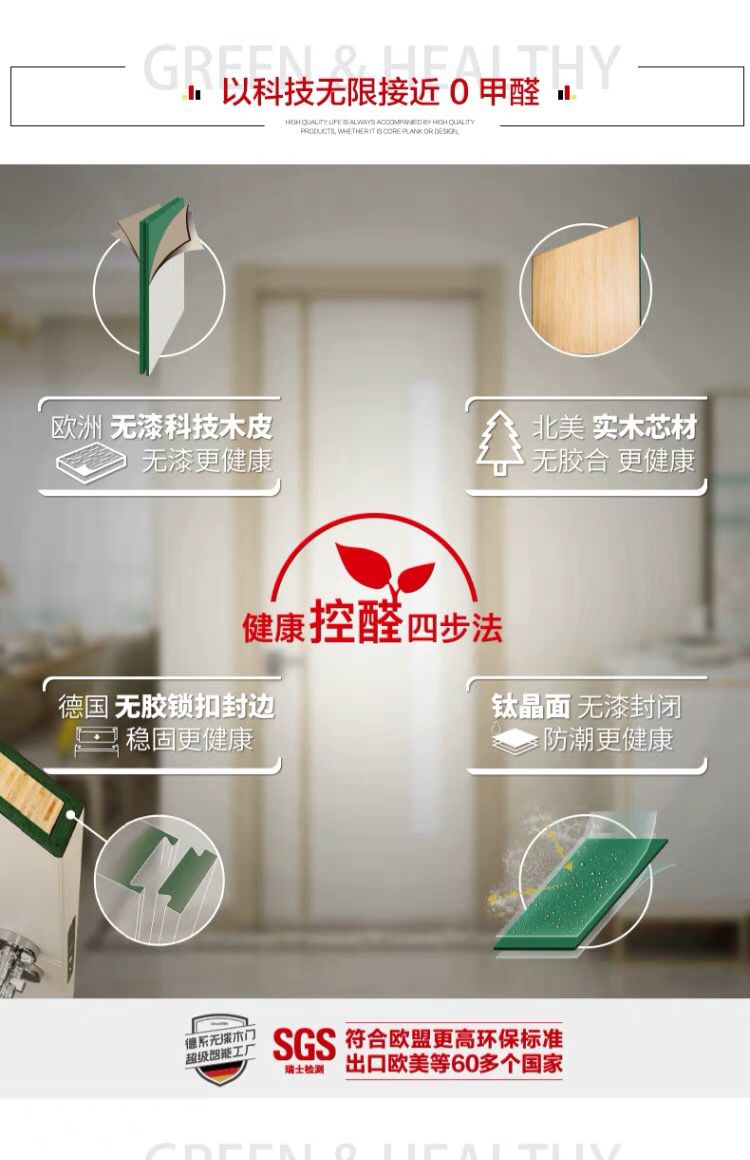 GREEN & HEALTHY
以科技无限接近 0 甲醛
HIGH QUALITY LIFE IS ALWAYS ACCOMPANIED BY HIGH QUALITY
PRODUCTS, WHETHER IT IS CORE PLANK OR DESIGN,
欧洲 无漆科技木皮
无漆更健康
北美 实木芯材
无胶合 更健康
健康控醛四步法
德国 无胶锁扣封边
稳固更健康
钛晶面 无漆封闭
防潮更健康
德系无漆木门
超级智能工厂
SGS
瑞士检测
符合欧盟更高环保标准
出口欧美等60多个国家
GREEN & HEALTHY